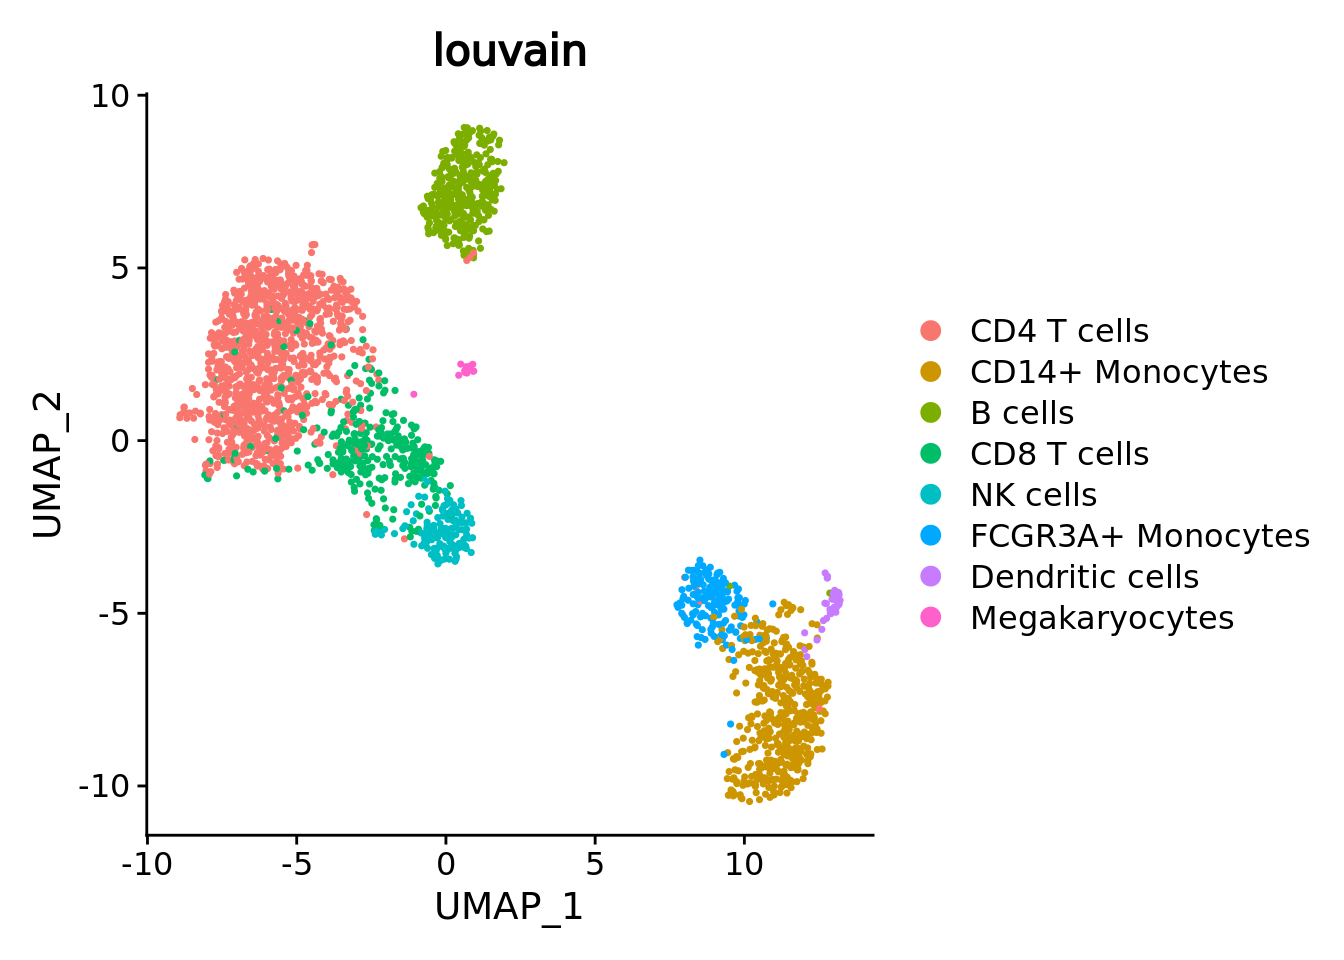 louvain
10
5
0
-5
-10
UMAP_2
-10
-5
0
5
10
UMAP_1
CD4 T cells
CD14+ Monocytes
B cells
CD8 T cells
NK cells
FCGR3A+ Monocytes
Dendritic cells
Megakaryocytes